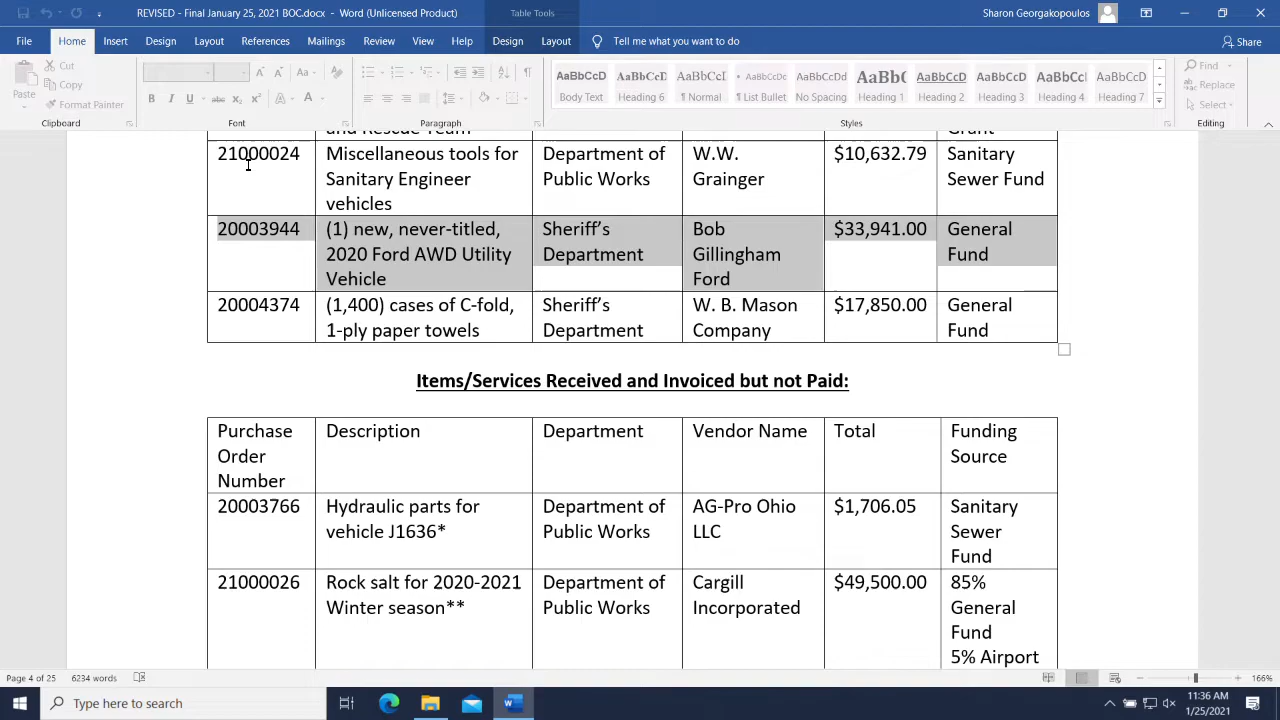 REVISED - Final January 25, 2021 BOC.docx - Word (Unlicensed Product)
Table Tools
Sharon Georgakopoulos
File Home Insert Design Layout References Mailings Review View Help Design Layout Tell me what you want to do Share
Paste
Cut
Copy
Format Painter
Clipboard
Aa
B I U abc X₂ X² A A
Font
Paragraph
AaBbCcD Body Text
AaBbCcD Heading 6
AaBbCcD ¶ Normal
AaBbCcDc ¶ List Bullet
AaBbCcDd No Spacing
AaBb( Heading 1
AaBbCcD Heading 2
AaBbCcD Heading 3
AaBbCcI Heading 4
AaBbCcD Heading 7
Styles
Find
Replace
Select
Editing
and Rescue Team Grant
21000024 Miscellaneous tools for Department of W.W. $10,632.79 Sanitary
Sanitary Engineer Public Works Grainger Sewer Fund
vehicles
20003944 (1) new, never-titled, Sheriff's Bob $33,941.00 General
2020 Ford AWD Utility Department Gillingham Fund
Vehicle Ford
20004374 (1,400) cases of C-fold, Sheriff's W. B. Mason $17,850.00 General
1-ply paper towels Department Company Fund
Items/Services Received and Invoiced but not Paid:
Purchase Description Department Vendor Name Total Funding
Order Source
Number
20003766 Hydraulic parts for Department of AG-Pro Ohio $1,706.05 Sanitary
vehicle J1636* Public Works LLC Sewer
Fund
21000026 Rock salt for 2020-2021 Department of Cargill $49,500.00 85%
Winter season** Public Works Incorporated General
Fund
5% Airport
Page 4 of 25 6234 words 166%
Type here to search
11:36 AM
1/25/2021